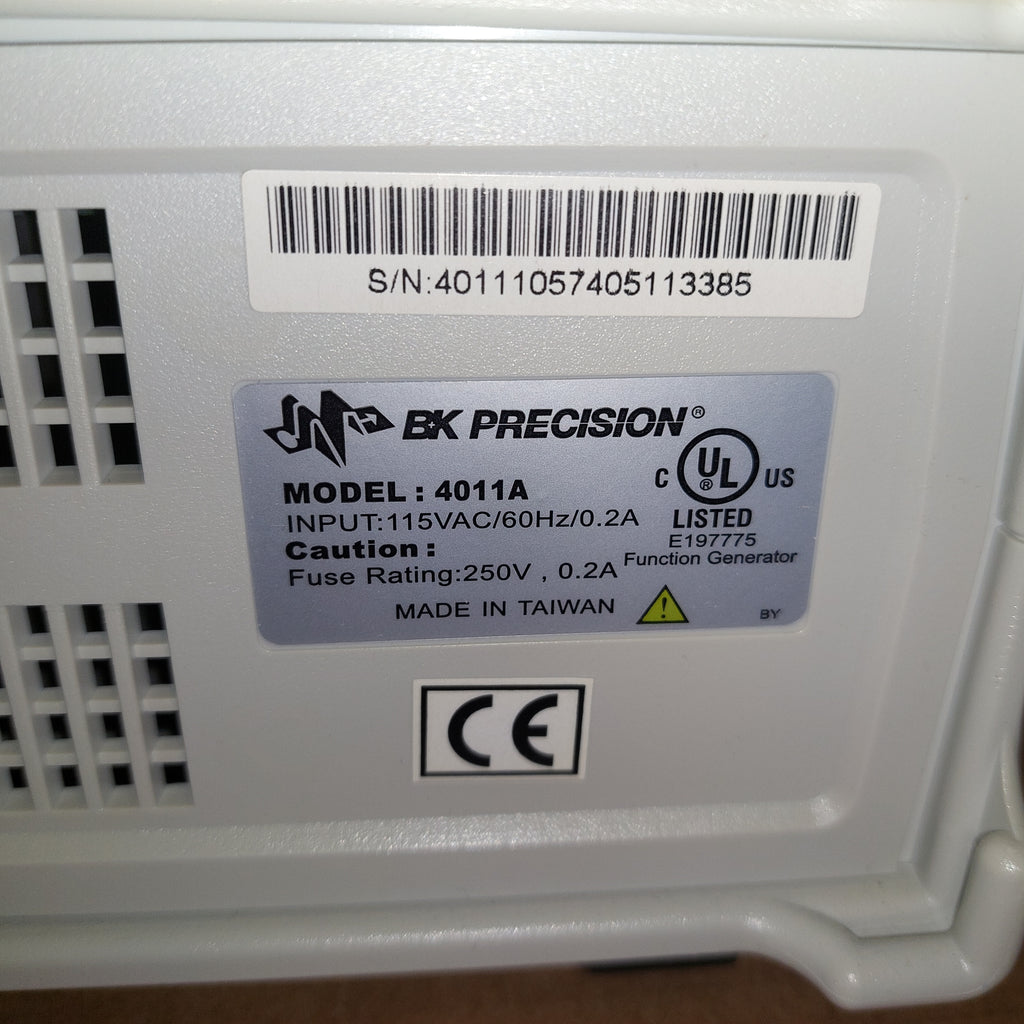 S/N:40111057405113385
B+K PRECISION®
MODEL : 4011A
INPUT:115VAC/60Hz/0.2A
Caution :
Fuse Rating:250V , 0.2A
MADE IN TAIWAN
C UL® US
LISTED
E197775
Function Generator
!
BY
CE